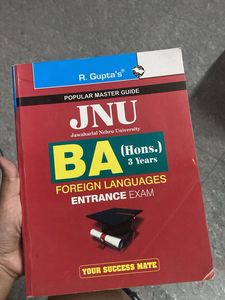 R. Gupta's®
POPULAR MASTER GUIDE
JNU
Jawaharlal Nehru University
BA (Hons.)
3 Years
FOREIGN LANGUAGES
ENTRANCE EXAM
YOUR SUCCESS MATE